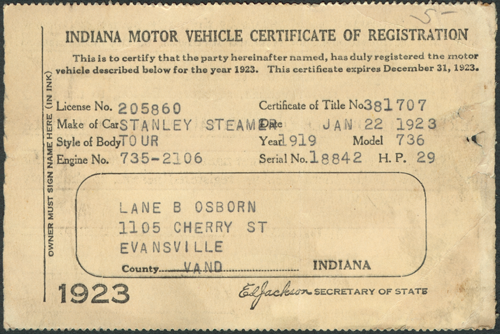 5-
INDIANA MOTOR VEHICLE CERTIFICATE OF REGISTRATION
This is to certify that the party hereinafter named, has duly registered the motor
vehicle described below for the year 1923. This certificate expires December 31, 1923.
License No. 205860 Certificate of Title No. 381707
Make of Car STANLEY STEAMER Date JAN 22 1923
Style of Body TOUR Year 1919 Model 736
Engine No. 735-2106 Serial No. 18842 H. P. 29
OWNER MUST SIGN NAME HERE (IN INK)
LANE B OSBORN
1105 CHERRY ST
EVANSVILLE
County VAND INDIANA
1923 Ed Jackson SECRETARY OF STATE